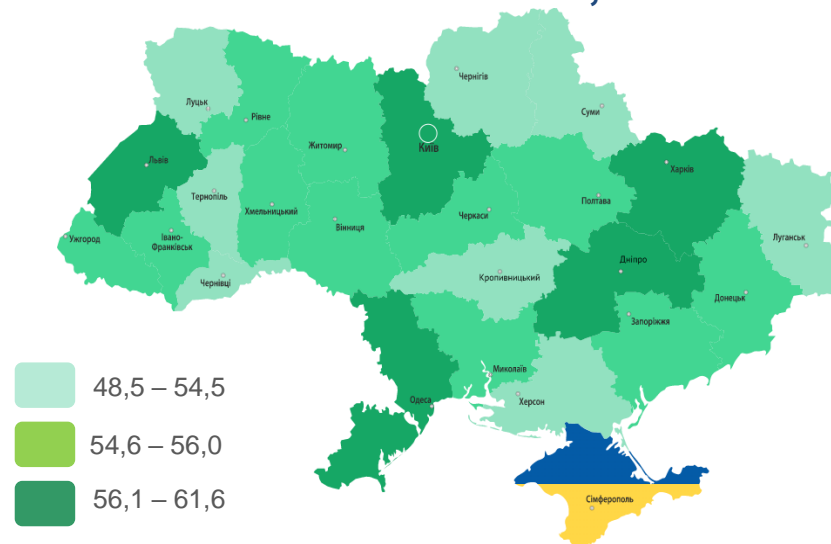 Чернігів
Луцьк
Суми
Рівне
Київ
Житомир
Львів
Харків
Тернопіль
Хмельницький
Полтава
Черкаси
Вінниця
Івано-
Франківськ
Ужгород
Луганськ
Дніпро
Кропивницький
Чернівці
Донецьк
Запоріжжя
Миколаїв
48,5 – 54,5
Одеса
Херсон
54,6 – 56,0
56,1 – 61,6
Сімферополь